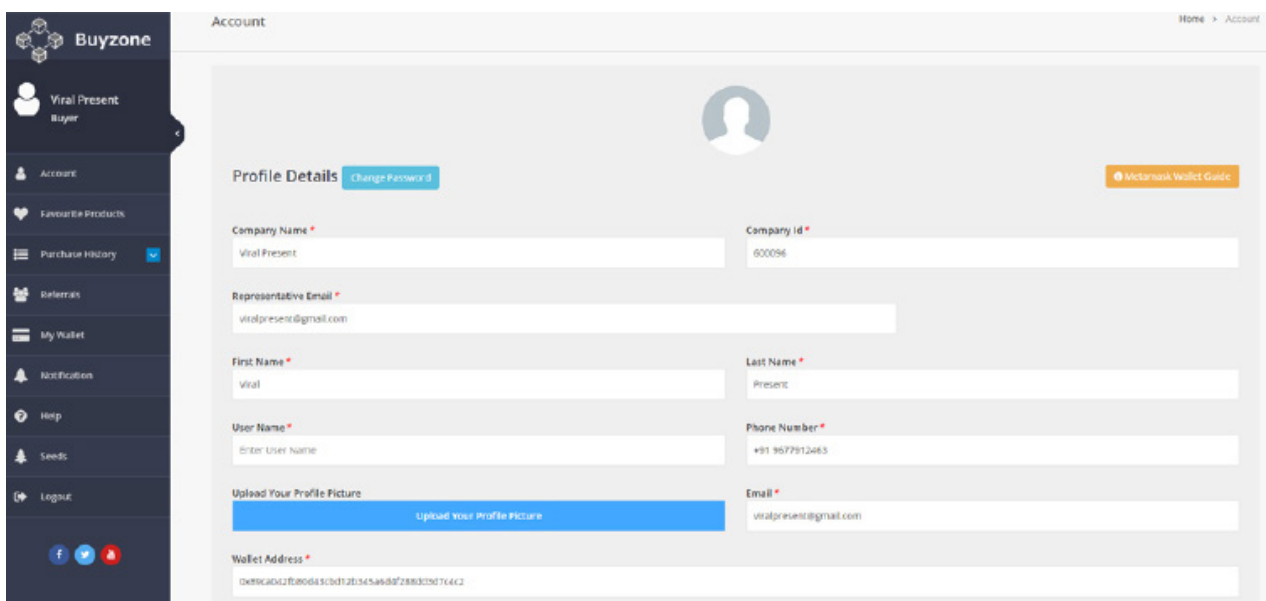 Buyzone
Viral Present
Buyer
Account
Favourite Products
Purchase History
Referrals
My Wallet
Notification
Help
Seeds
Logout
Account
Home > Account
Profile Details Change Password
Metamask Wallet Guide
Company Name * Company Id *
Viral Present 600096
Representative Email *
viralpresent@gmail.com
First Name * Last Name *
Viral Present
User Name * Phone Number *
Enter User Name +91 9677912463
Upload Your Profile Picture Email *
Upload Your Profile Picture viralpresent@gmail.com
Wallet Address *